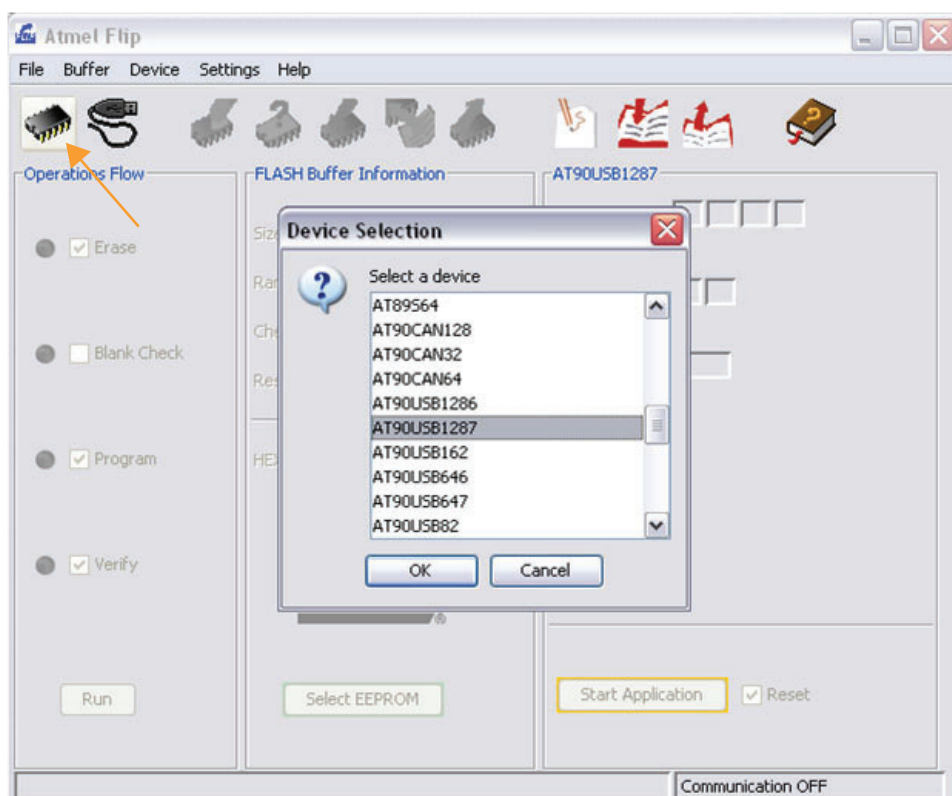 Atmel Flip
File Buffer Device Settings Help
Operations Flow
Erase
Blank Check
Program
Verify
Run
FLASH Buffer Information
Select EEPROM
®
AT90USB1287
Start Application
Reset
Communication OFF
Device Selection
Select a device
AT89S64
AT90CAN128
AT90CAN32
AT90CAN64
AT90USB1286
AT90USB1287
AT90USB162
AT90USB646
AT90USB647
AT90USB82
OK Cancel